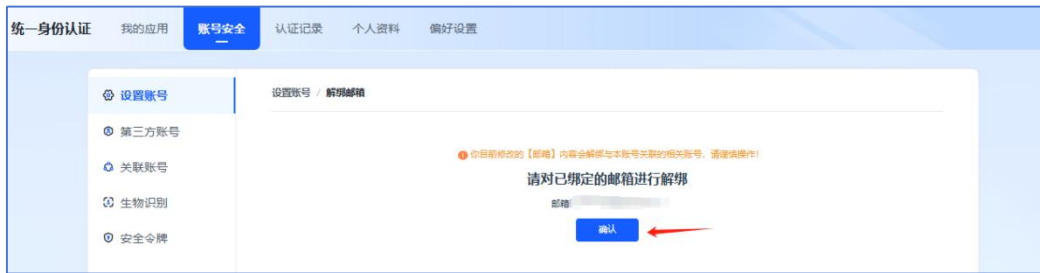 统一身份认证 我的应用 账号安全 认证记录 个人资料 偏好设置
设置账号
第三方账号
关联账号
生物识别
安全令牌
设置账号 / 解绑邮箱
你目前修改的【邮箱】内容会解绑与本账号关联的相关账号，请谨慎操作！
请对已绑定的邮箱进行解绑
邮箱
确认